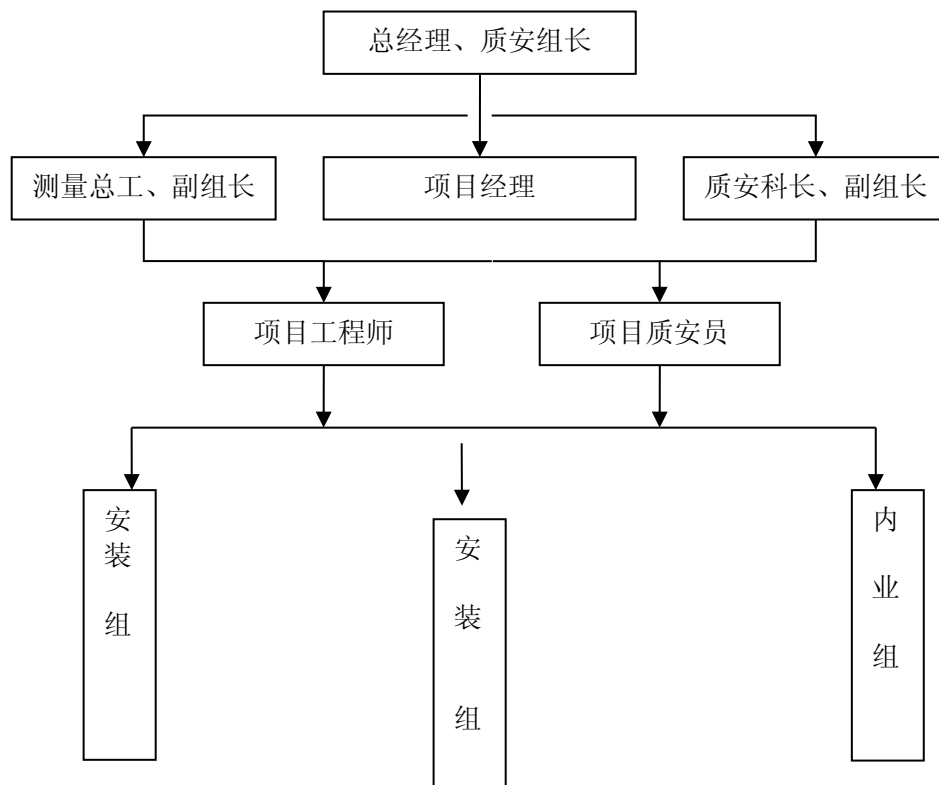 总经理、质安组长
测量总工、副组长
项目经理
质安科长、副组长
项目工程师
项目质安员
安装组
安装组
内业组